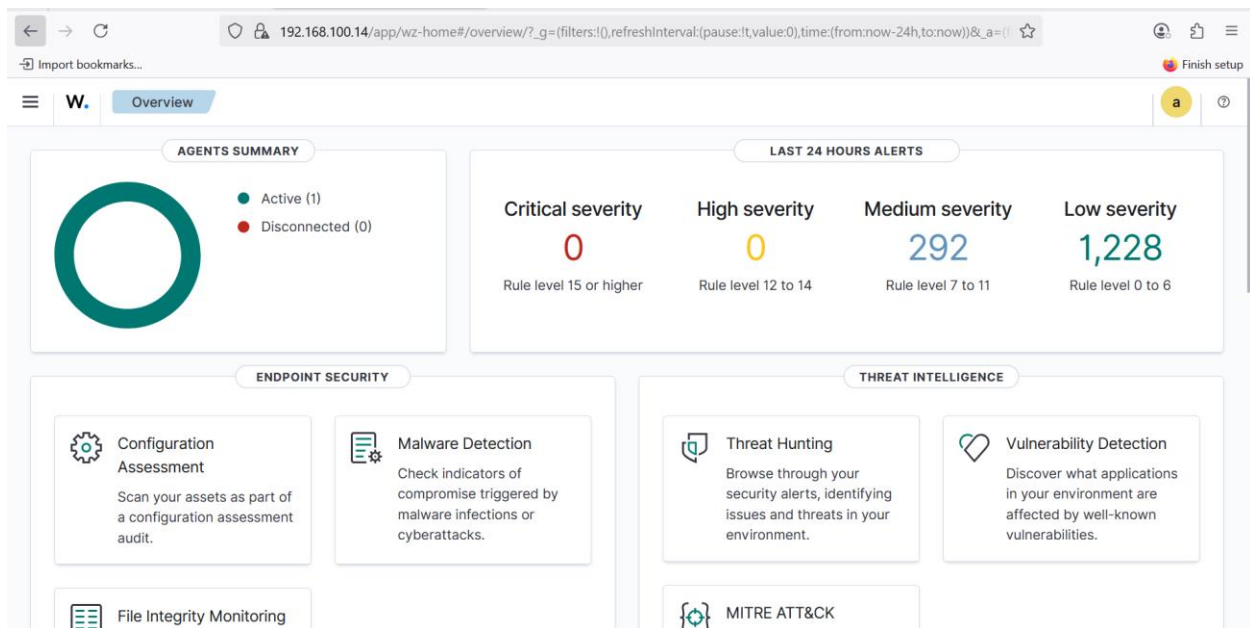 192.168.100.14/app/wz-home#/overview/?_g=(filters:!(),refreshInterval:(pause:!t,value:0),time:(from:now-24h,to:now))&_a=(
Import bookmarks...
Finish setup
W.
Overview
a
AGENTS SUMMARY
Active (1)
Disconnected (0)
LAST 24 HOURS ALERTS
Critical severity
0
Rule level 15 or higher
High severity
0
Rule level 12 to 14
Medium severity
292
Rule level 7 to 11
Low severity
1,228
Rule level 0 to 6
ENDPOINT SECURITY
Configuration
Assessment
Scan your assets as part of
a configuration assessment
audit.
Malware Detection
Check indicators of
compromise triggered by
malware infections or
cyberattacks.
File Integrity Monitoring
THREAT INTELLIGENCE
Threat Hunting
Browse through your
security alerts, identifying
issues and threats in your
environment.
Vulnerability Detection
Discover what applications
in your environment are
affected by well-known
vulnerabilities.
MITRE ATT&CK